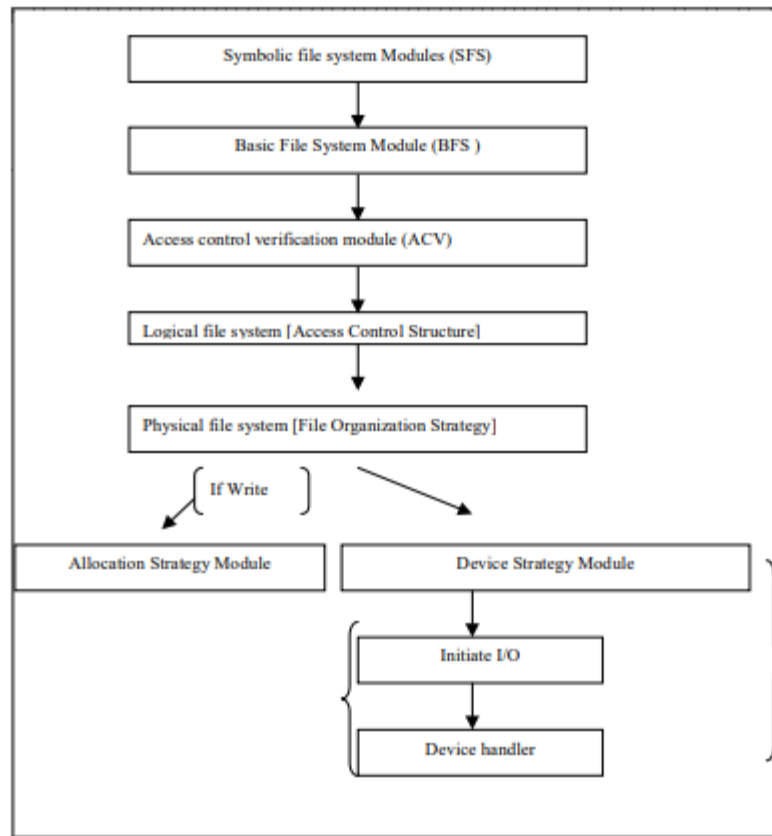 Symbolic file system Modules (SFS)
Basic File System Module (BFS )
Access control verification module (ACV)
Logical file system [Access Control Structure]
Physical file system [File Organization Strategy]
If Write
Allocation Strategy Module
Device Strategy Module
Initiate I/O
Device handler